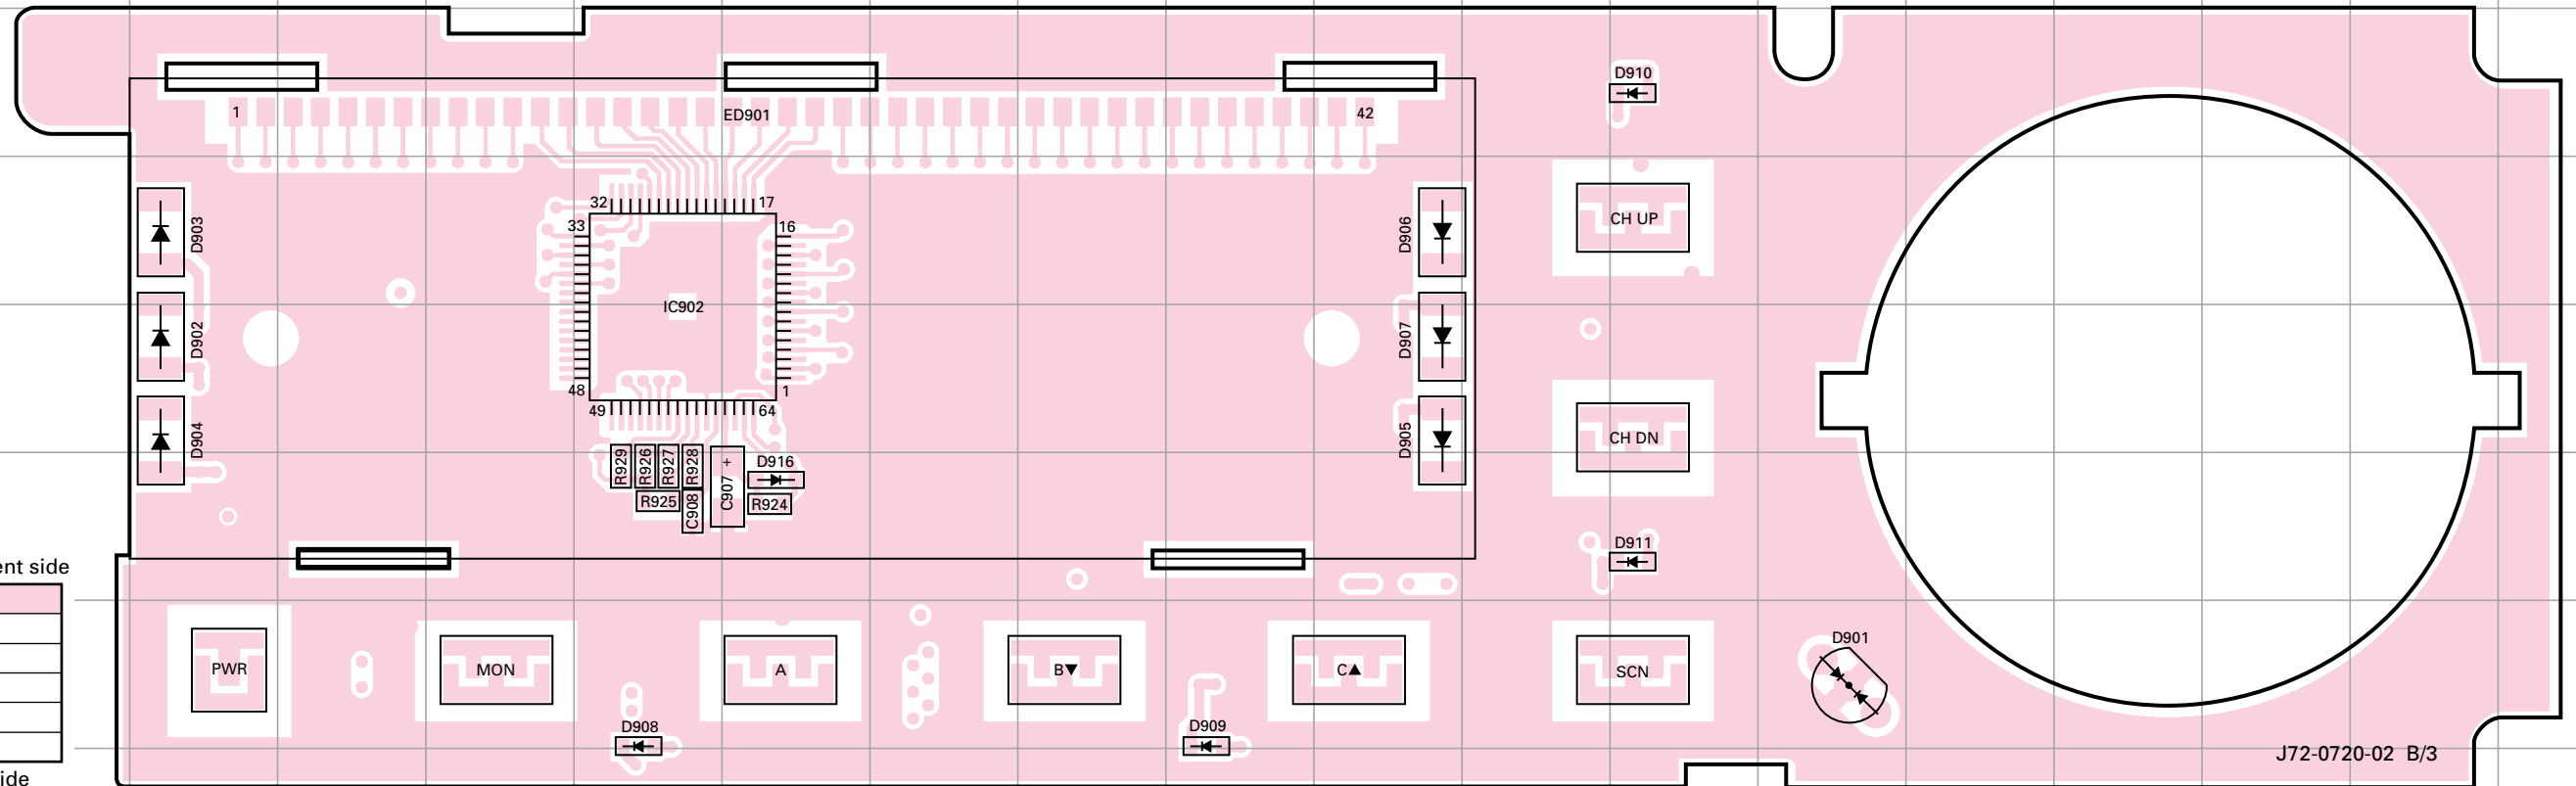 D910
1
ED901
42
32
17
33
16
D903
D906
CH UP
IC902
D902
D907
48
1
49
64
D904
D905
CH DN
R929
R926
R927
R928
+
C907
D916
R925
C908
R924
D911
ent side
D901
PWR
MON
A
B▼
C▲
SCN
D908
D909
J72-0720-02 B/3
ide